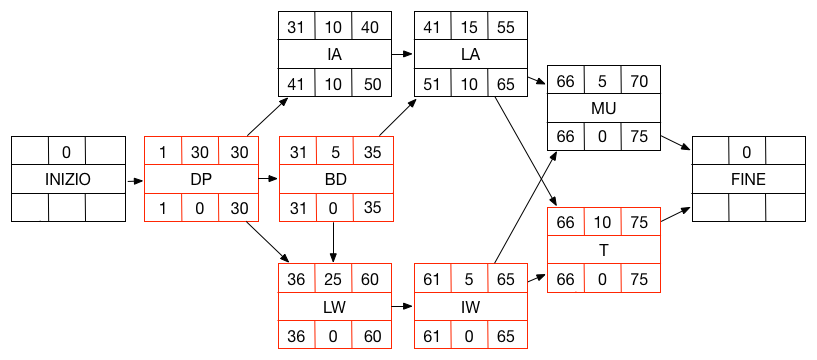 31 10 40
IA
41 10 50
41 15 55
LA
51 10 65
66 5 70
MU
66 0 75
0
INIZIO
1 30 30
DP
1 0 30
31 5 35
BD
31 0 35
0
FINE
66 10 75
T
66 0 75
36 25 60
LW
36 0 60
61 5 65
IW
61 0 65